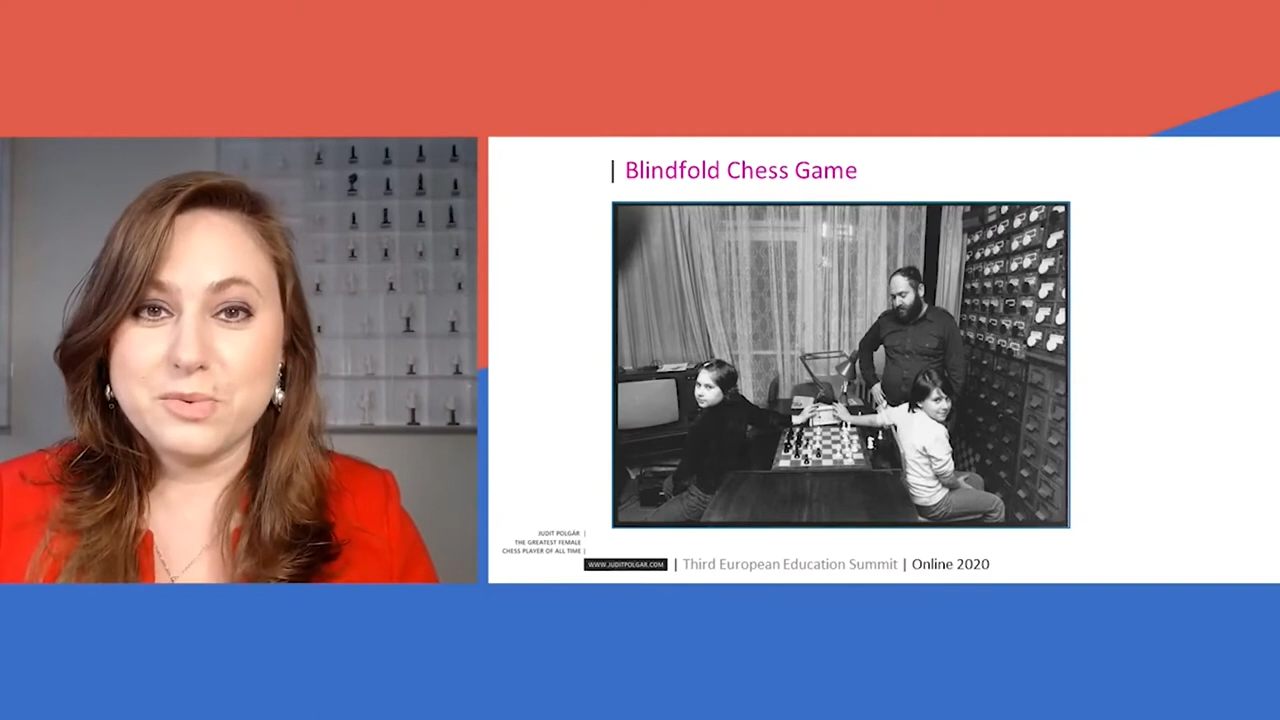 | Blindfold Chess Game
JUDIT POLGÁR |
THE GREATEST FEMALE
CHESS PLAYER OF ALL TIME |
WWW.JUDITPOLGAR.COM | Third European Education Summit | Online 2020